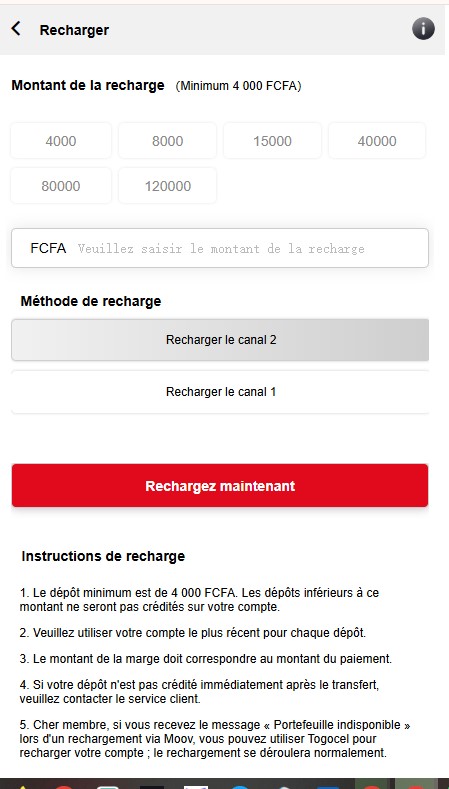 Recharger
Montant de la recharge (Minimum 4 000 FCFA)
4000 8000 15000 40000
80000 120000
FCFA Veuillez saisir le montant de la recharge
Méthode de recharge
Recharger le canal 2
Recharger le canal 1
Rechargez maintenant
Instructions de recharge
1. Le dépôt minimum est de 4 000 FCFA. Les dépôts inférieurs à ce
montant ne seront pas crédités sur votre compte.
2. Veuillez utiliser votre compte le plus récent pour chaque dépôt.
3. Le montant de la marge doit correspondre au montant du paiement.
4. Si votre dépôt n'est pas crédité immédiatement après le transfert,
veuillez contacter le service client.
5. Cher membre, si vous recevez le message « Portefeuille indisponible »
lors d'un rechargement via Moov, vous pouvez utiliser Togocel pour
recharger votre compte ; le rechargement se déroulera normalement.